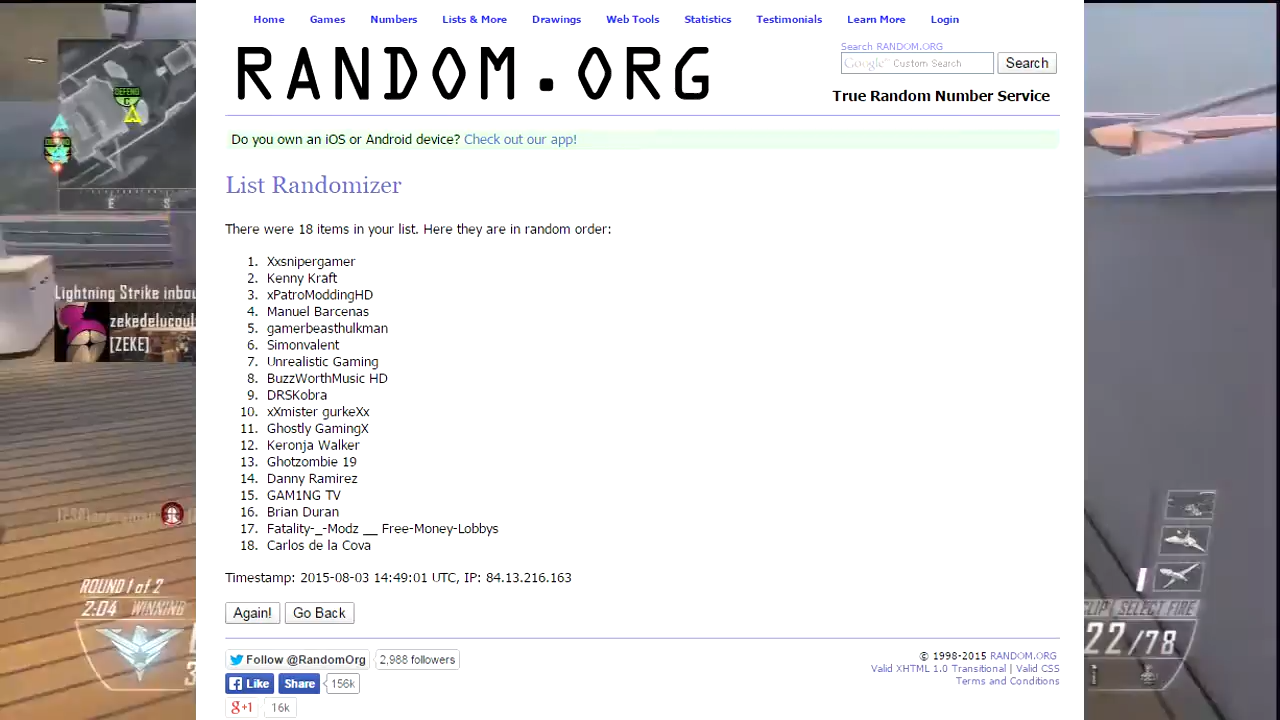 Home Games Numbers Lists & More Drawings Web Tools Statistics Testimonials Learn More Login
RANDOM.ORG
Search RANDOM.ORG
Google™ Custom Search
Search
True Random Number Service
Do you own an iOS or Android device? Check out our app!
List Randomizer
There were 18 items in your list. Here they are in random order:
1. Xxsnipergamer
2. Kenny Kraft
3. xPatroModdingHD
4. Manuel Barcenas
5. gamerbeasthulkman
6. Simonvalent
7. Unrealistic Gaming
8. BuzzWorthMusic HD
9. DRSKobra
10. xXmister gurkeXx
11. Ghostly GamingX
12. Keronja Walker
13. Ghotzombie 19
14. Danny Ramirez
15. GAM1NG TV
16. Brian Duran
17. Fatality-_-Modz __ Free-Money-Lobbys
18. Carlos de la Cova
Timestamp: 2015-08-03 14:49:01 UTC, IP: 84.13.216.163
Again! Go Back
Follow @RandomOrg 2,988 followers
Like Share 156k
g+1 16k
© 1998-2015 RANDOM.ORG
Valid XHTML 1.0 Transitional | Valid CSS
Terms and Conditions
DEFEND
C
E S
Lightning Strike inbou
zekedelucoul
[ZEKE]
ROUND 1 of 2
2:04 WINNING
CLIP SELECT FIRE
22/78